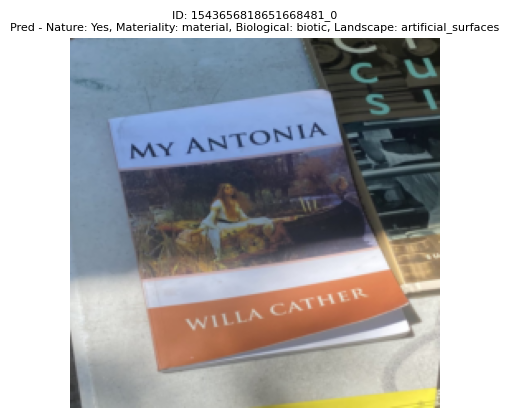 ID: 1543656818651668481_0
Pred - Nature: Yes, Materiality: material, Biological: biotic, Landscape: artificial_surfaces
MY ANTONIA
WILLA CATHER